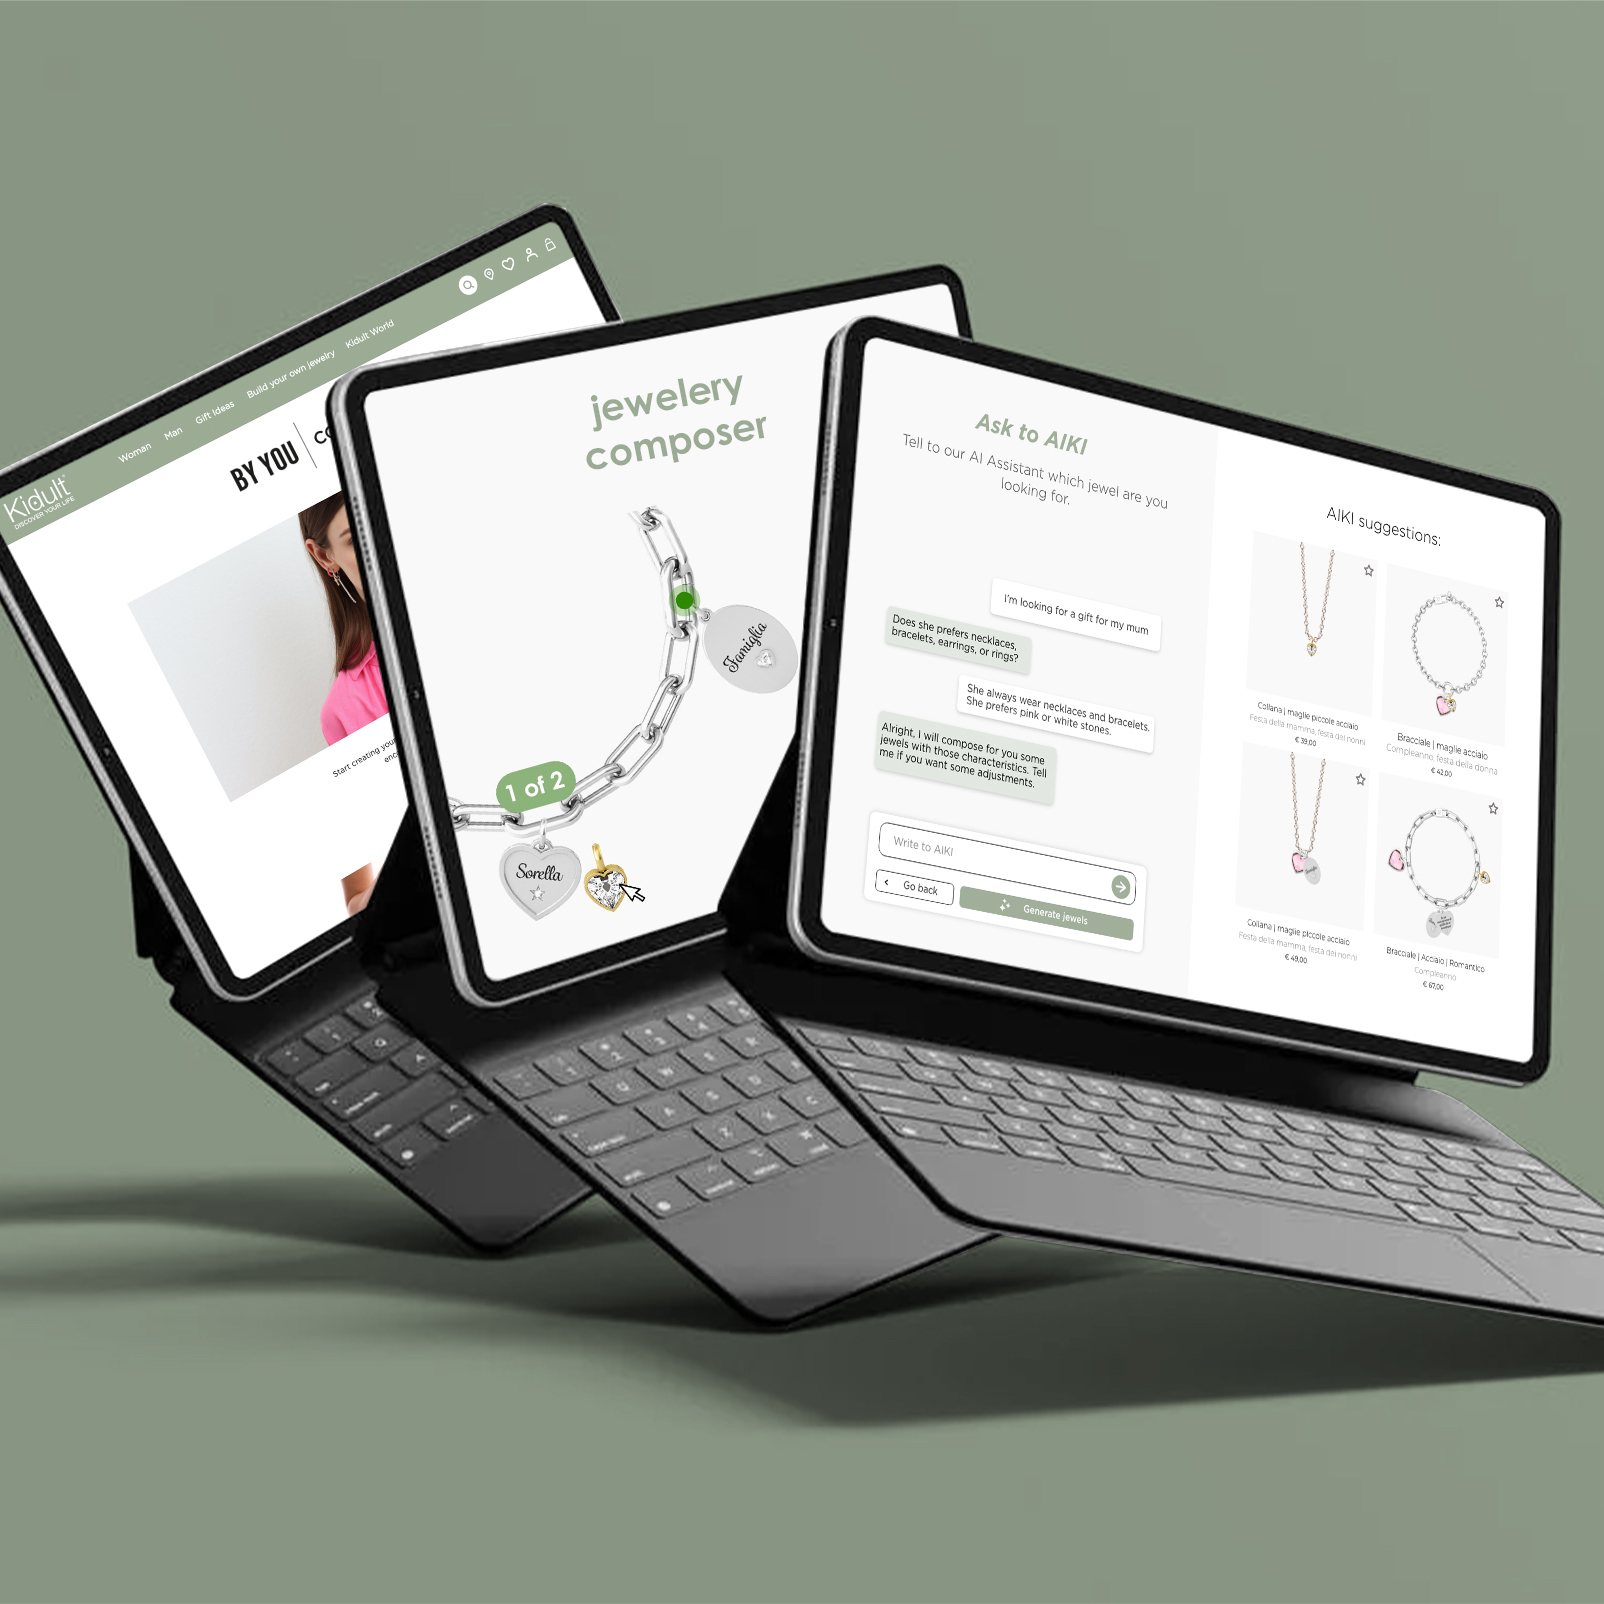 Kidult
DISCOVER YOUR LIFE
Woman
Man
Gift Ideas
Build your own jewelry
Kidult World
BY YOU
Start creating your
jewelery
composer
Famiglia
1 of 2
Sorella
Ask to AIKI
Tell to our AI Assistant which jewel are you
looking for.
I'm looking for a gift for my mum
Does she prefers necklaces,
bracelets, earrings, or rings?
She always wear necklaces and bracelets.
She prefers pink or white stones.
Alright, I will compose for you some
jewels with those characteristics. Tell
me if you want some adjustments.
Write to AIKI
Go back
Generate jewels
AIKI suggestions:
Collana | maglie piccole acciaio
Festa della mamma, festa dei nonni
€ 39,00
Bracciale | maglie acciaio
Compleanno, festa della donna
€ 42,00
Collana | maglie piccole acciaio
Festa della mamma, festa dei nonni
€ 49,00
Bracciale | Acciaio | Romantico
Compleanno
€ 67,00